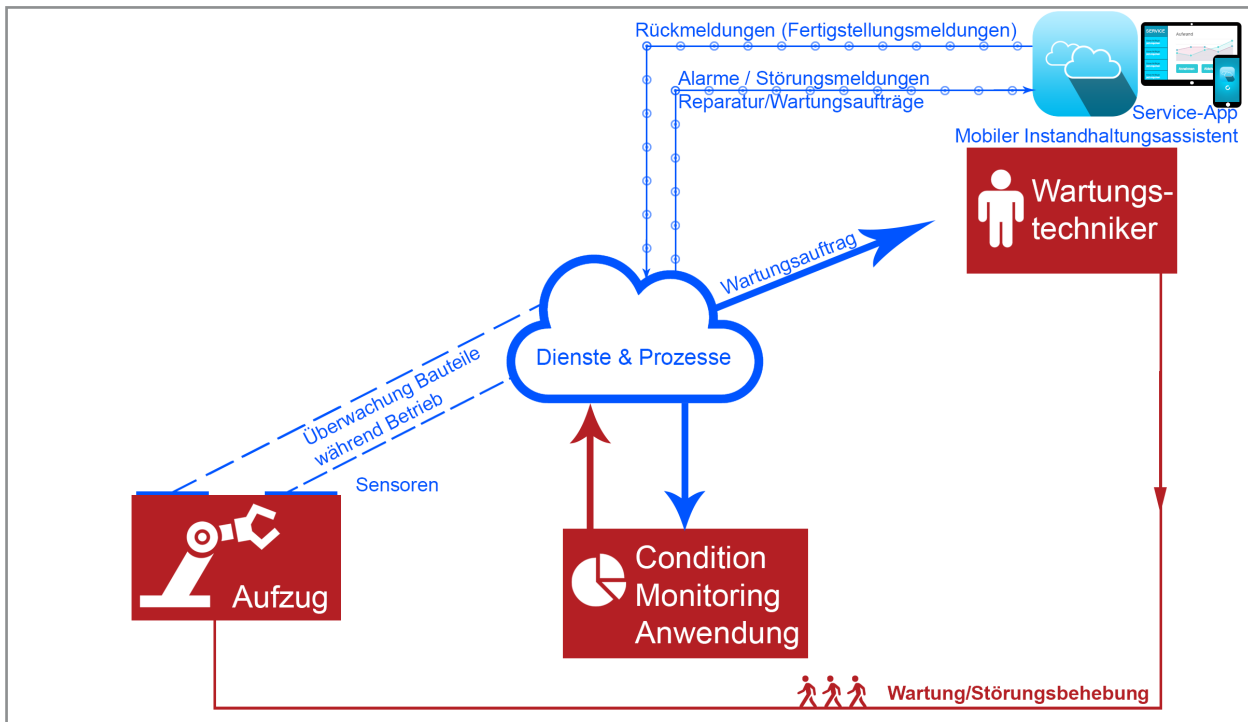 Rückmeldungen (Fertigstellungsmeldungen)
SERVICE
Alarme / Störungsmeldungen
Reparatur/Wartungsaufträge
Service-App
Mobiler Instandhaltungsassistent
Wartungs-
techniker
Wartungsauftrag
Dienste & Prozesse
Überwachung Bauteile
während Betrieb
Sensoren
Aufzug
Condition
Monitoring
Anwendung
Wartung/Störungsbehebung